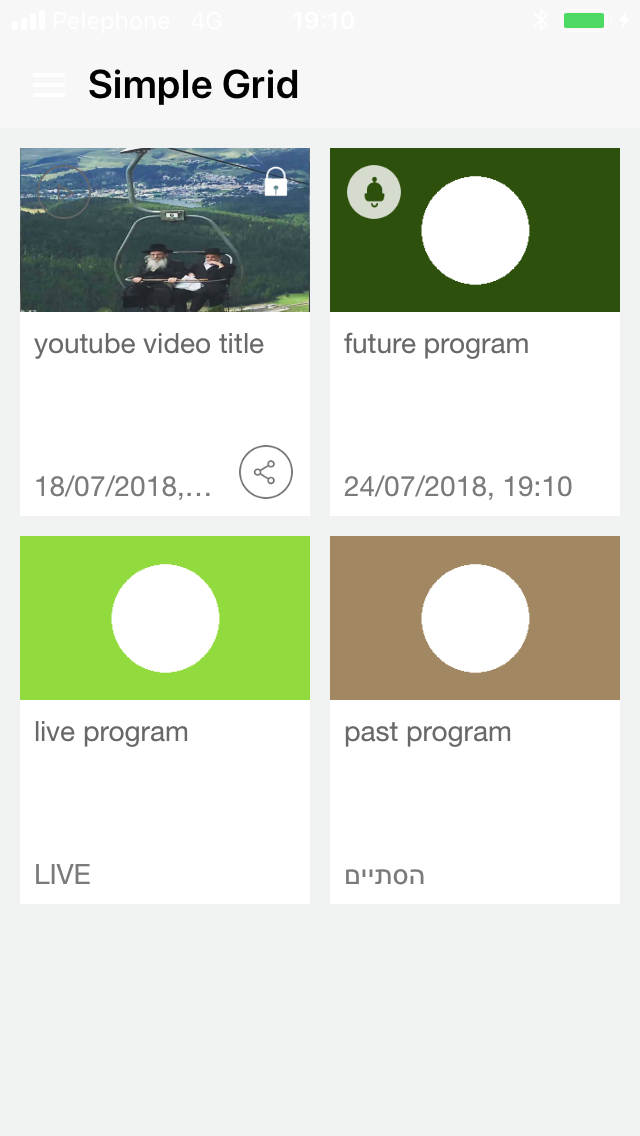 Pelephone 4G 19:10
Simple Grid
youtube video title
18/07/2018,...
future program
24/07/2018, 19:10
live program
LIVE
past program
הסתיים